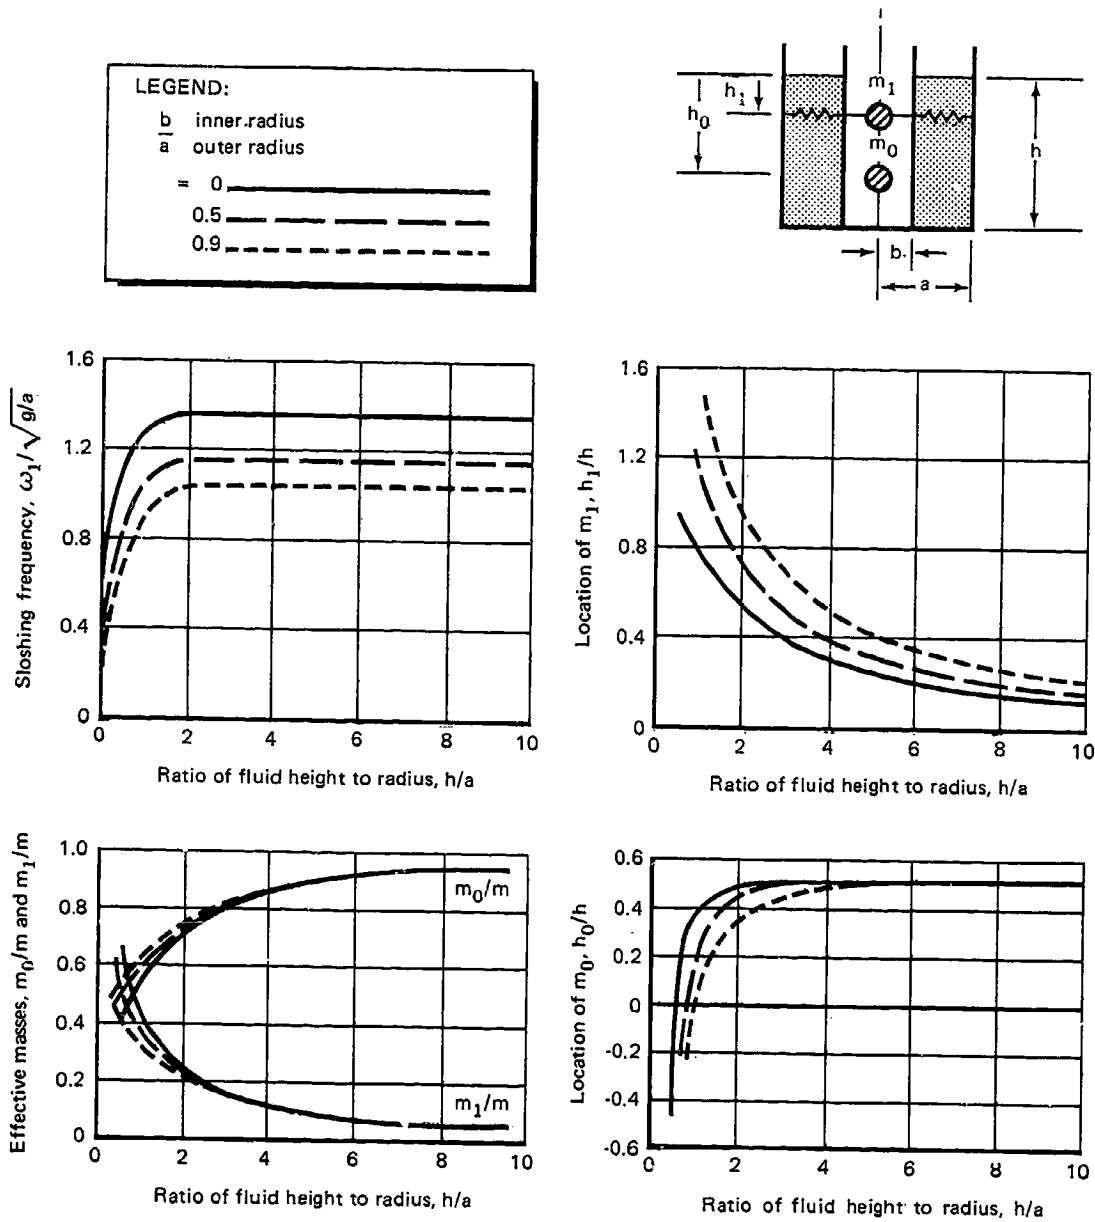 LEGEND:
b inner radius
a outer radius
= 0
0.5
0.9
h₁
h₀
m₁
m₀
h
b
a
1.6
1.2
0.8
0.4
0
0 2 4 6 8 10
Sloshing frequency, ω₁/√g/a
Ratio of fluid height to radius, h/a
1.6
1.2
0.8
0.4
0
0 2 4 6 8 10
Location of m₁, h₁/h
Ratio of fluid height to radius, h/a
1.0
0.8
0.6
0.4
0.2
0
0 2 4 6 8 10
m₀/m
m₁/m
Effective masses, m₀/m and m₁/m
Ratio of fluid height to radius, h/a
0.6
0.4
0.2
0
-0.2
-0.4
-0.6
0 2 4 6 8 10
Location of m₀, h₀/h
Ratio of fluid height to radius, h/a